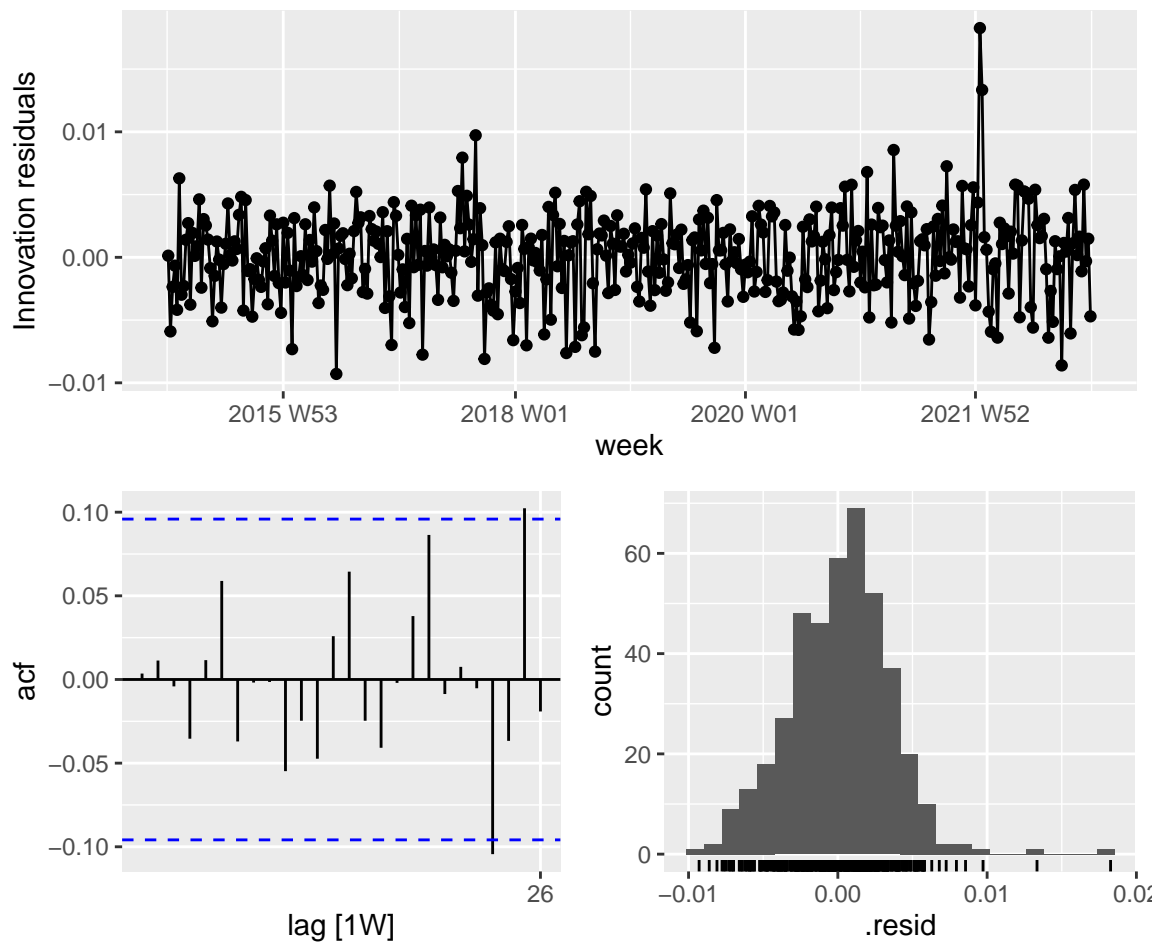 Innovation residuals
0.01
0.00
−0.01
2015 W53 2018 W01 2020 W01 2021 W52
week
acf
0.10
0.05
0.00
−0.05
−0.10
26
lag [1W]
count
60
40
20
0
−0.01 0.00 0.01 0.02
.resid